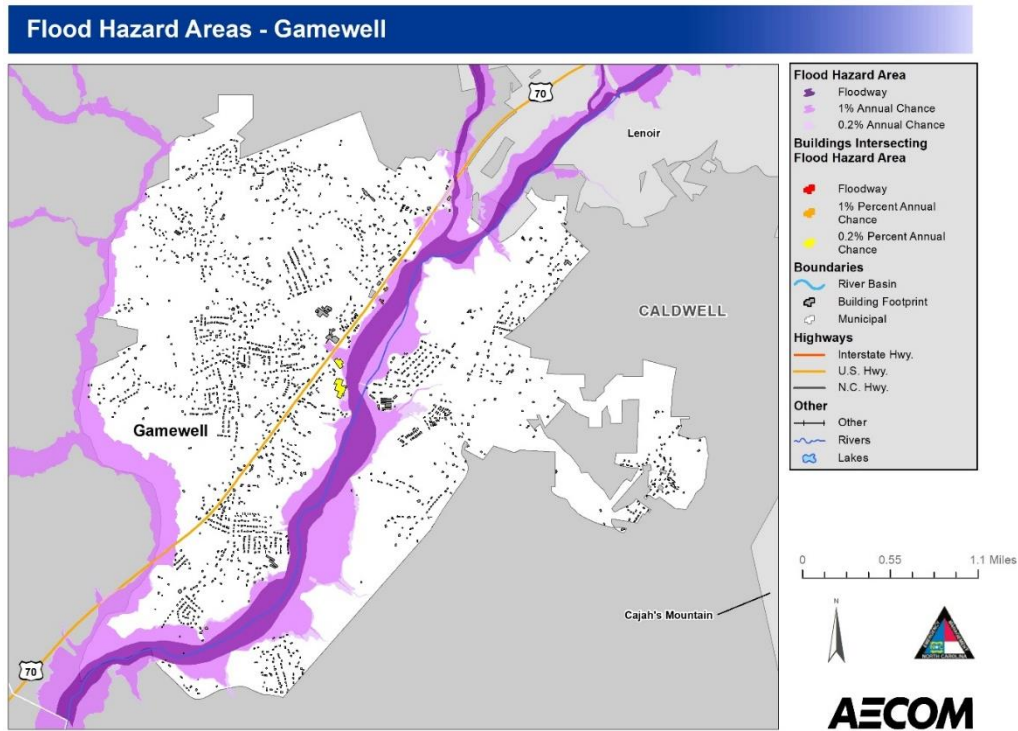 Flood Hazard Areas - Gamewell
70
Lenoir
CALDWELL
Gamewell
Cajah's Mountain
70
Flood Hazard Area
Floodway
1% Annual Chance
0.2% Annual Chance
Buildings Intersecting
Flood Hazard Area
Floodway
1% Percent Annual
Chance
0.2% Percent Annual
Chance
Boundaries
River Basin
Building Footprint
Municipal
Highways
Interstate Hwy.
U.S. Hwy.
N.C. Hwy.
Other
Other
Rivers
Lakes
0 0.55 1.1 Miles
N
NORTH CAROLINA
AECOM